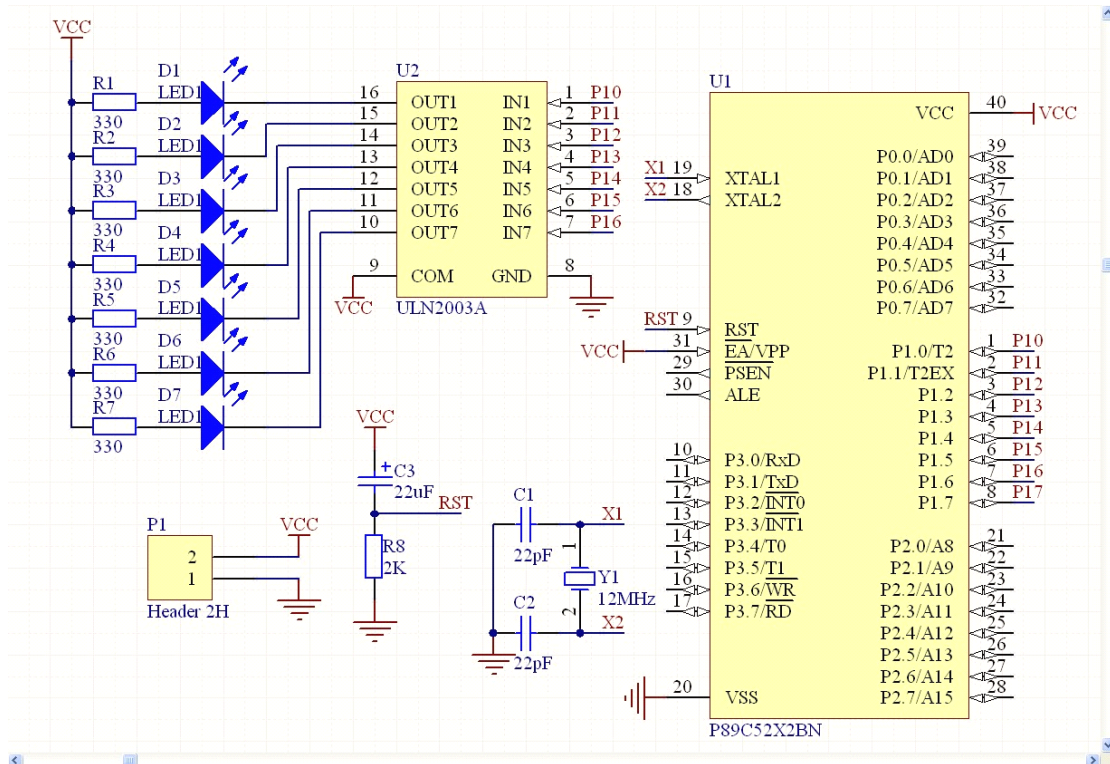 VCC
R1
330
D1
LED1
R2
330
D2
LED1
R3
330
D3
LED1
R4
330
D4
LED1
R5
330
D5
LED1
R6
330
D6
LED1
R7
330
D7
LED1
U2
16 OUT1 IN1 1 P10
15 OUT2 IN2 2 P11
14 OUT3 IN3 3 P12
13 OUT4 IN4 4 P13
12 OUT5 IN5 5 P14
11 OUT6 IN6 6 P15
10 OUT7 IN7 7 P16
9 COM GND 8
VCC
ULN2003A
U1
VCC 40 VCC
X1 19 XTAL1
X2 18 XTAL2
RST 9 RST
VCC 31 EA/VPP
29 PSEN
30 ALE
10 P3.0/RxD
11 P3.1/TxD
12 P3.2/INT0
13 P3.3/INT1
14 P3.4/T0
15 P3.5/T1
16 P3.6/WR
17 P3.7/RD
20 VSS
P0.0/AD0 39
P0.1/AD1 38
P0.2/AD2 37
P0.3/AD3 36
P0.4/AD4 35
P0.5/AD5 34
P0.6/AD6 33
P0.7/AD7 32
P1.0/T2 1 P10
P1.1/T2EX 2 P11
P1.2 3 P12
P1.3 4 P13
P1.4 5 P14
P1.5 6 P15
P1.6 7 P16
P1.7 8 P17
P2.0/A8 21
P2.1/A9 22
P2.2/A10 23
P2.3/A11 24
P2.4/A12 25
P2.5/A13 26
P2.6/A14 27
P2.7/A15 28
P89C52X2BN
VCC
+
C3
22uF
RST
R8
2K
P1
VCC
2
1
Header 2H
C1
22pF
X1
1
Y1
12MHz
2
C2
22pF
X2